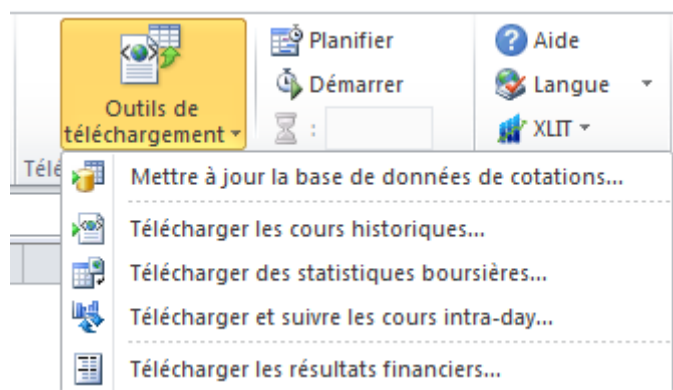 Planifier
Aide
Démarrer
Langue
Outils de
téléchargement
:
XLIT
Télé
Mettre à jour la base de données de cotations...
Télécharger les cours historiques...
Télécharger des statistiques boursières...
Télécharger et suivre les cours intra-day...
Télécharger les résultats financiers...